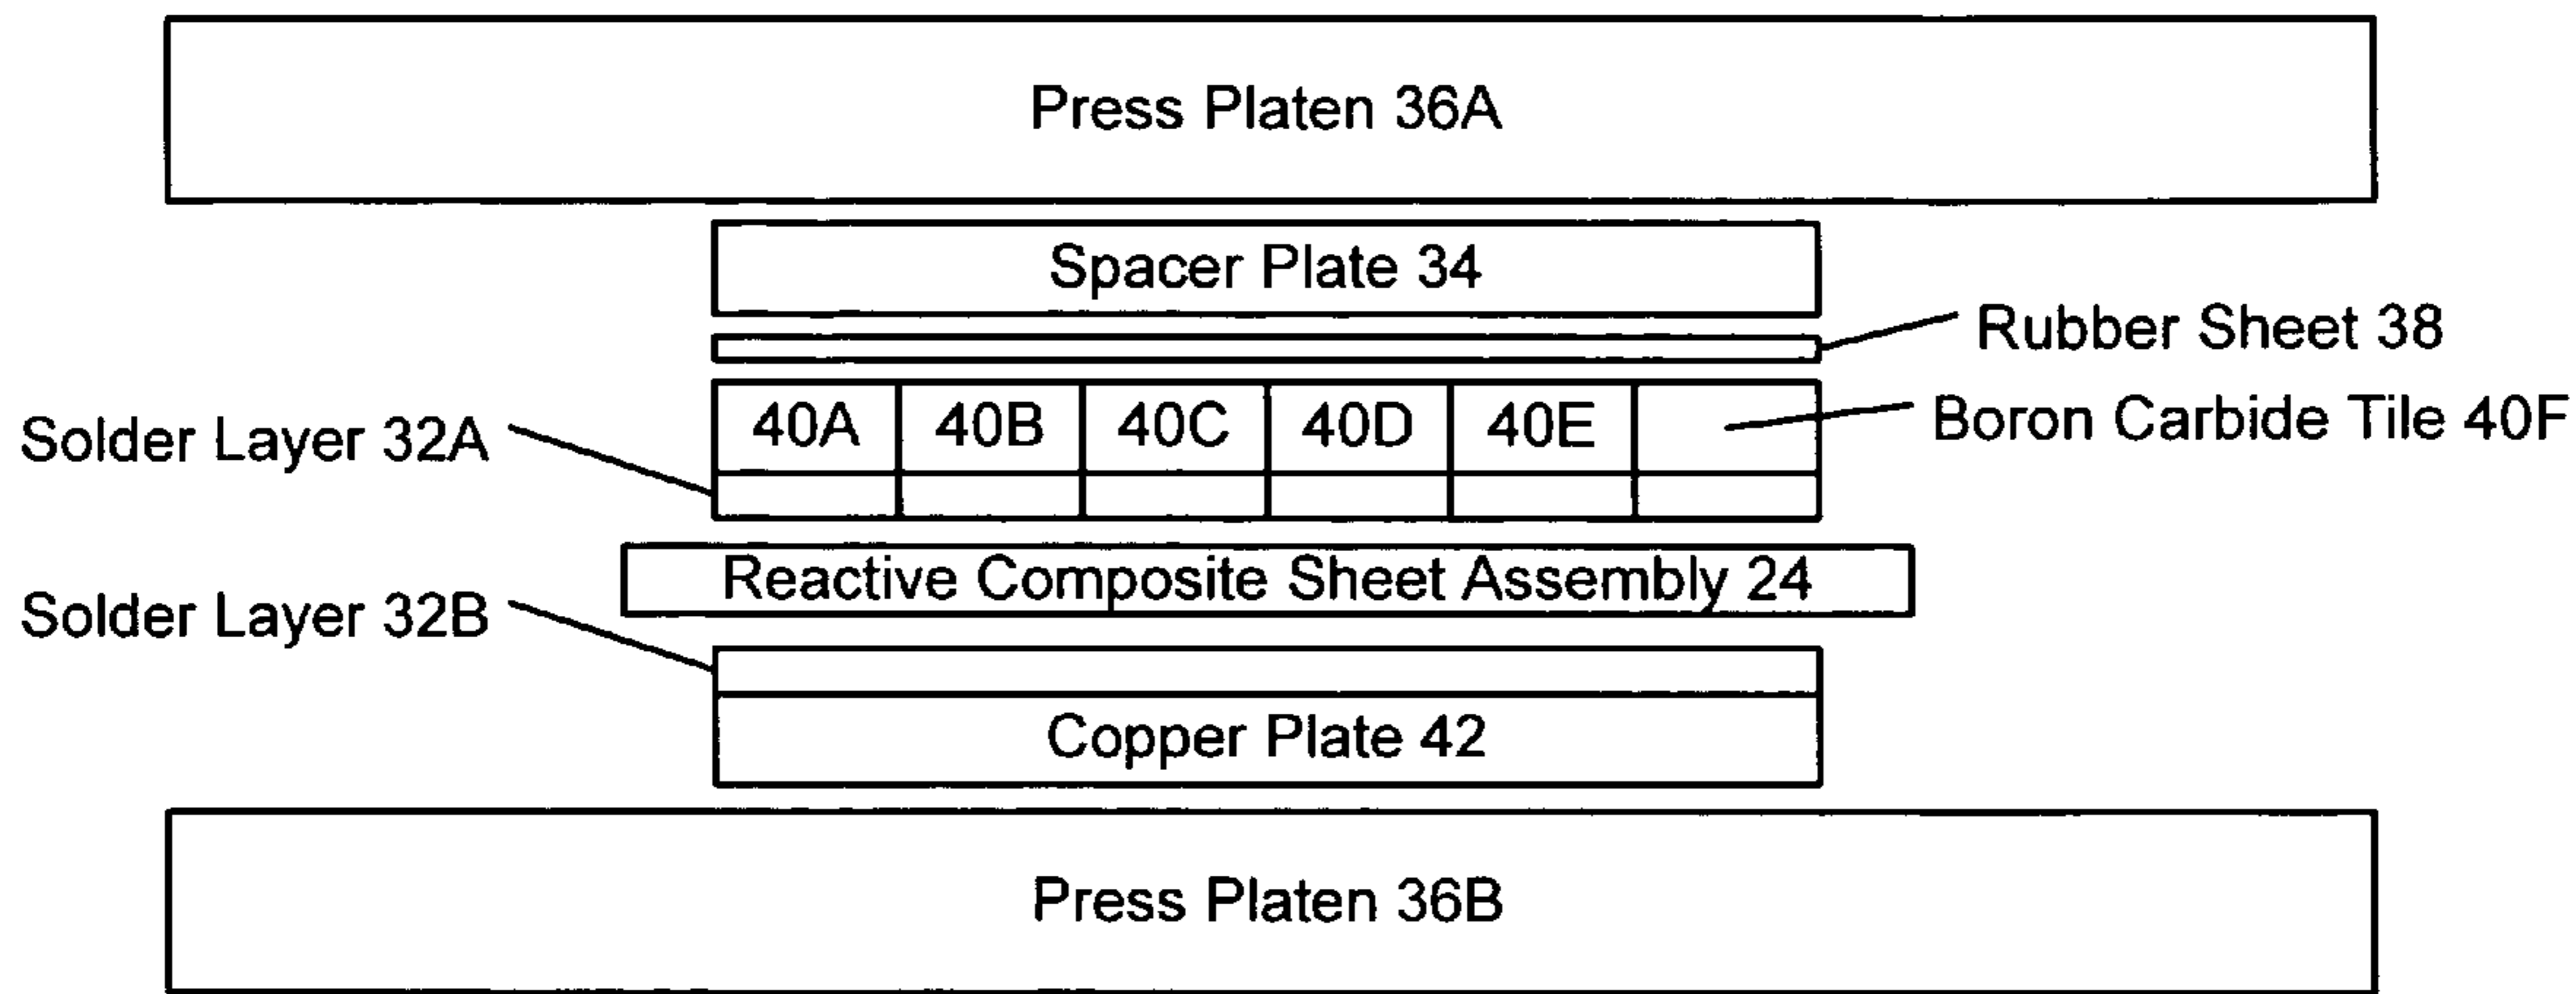 Press Platen 36A
Spacer Plate 34
Rubber Sheet 38
40A 40B 40C 40D 40E
Boron Carbide Tile 40F
Solder Layer 32A
Reactive Composite Sheet Assembly 24
Solder Layer 32B
Copper Plate 42
Press Platen 36B